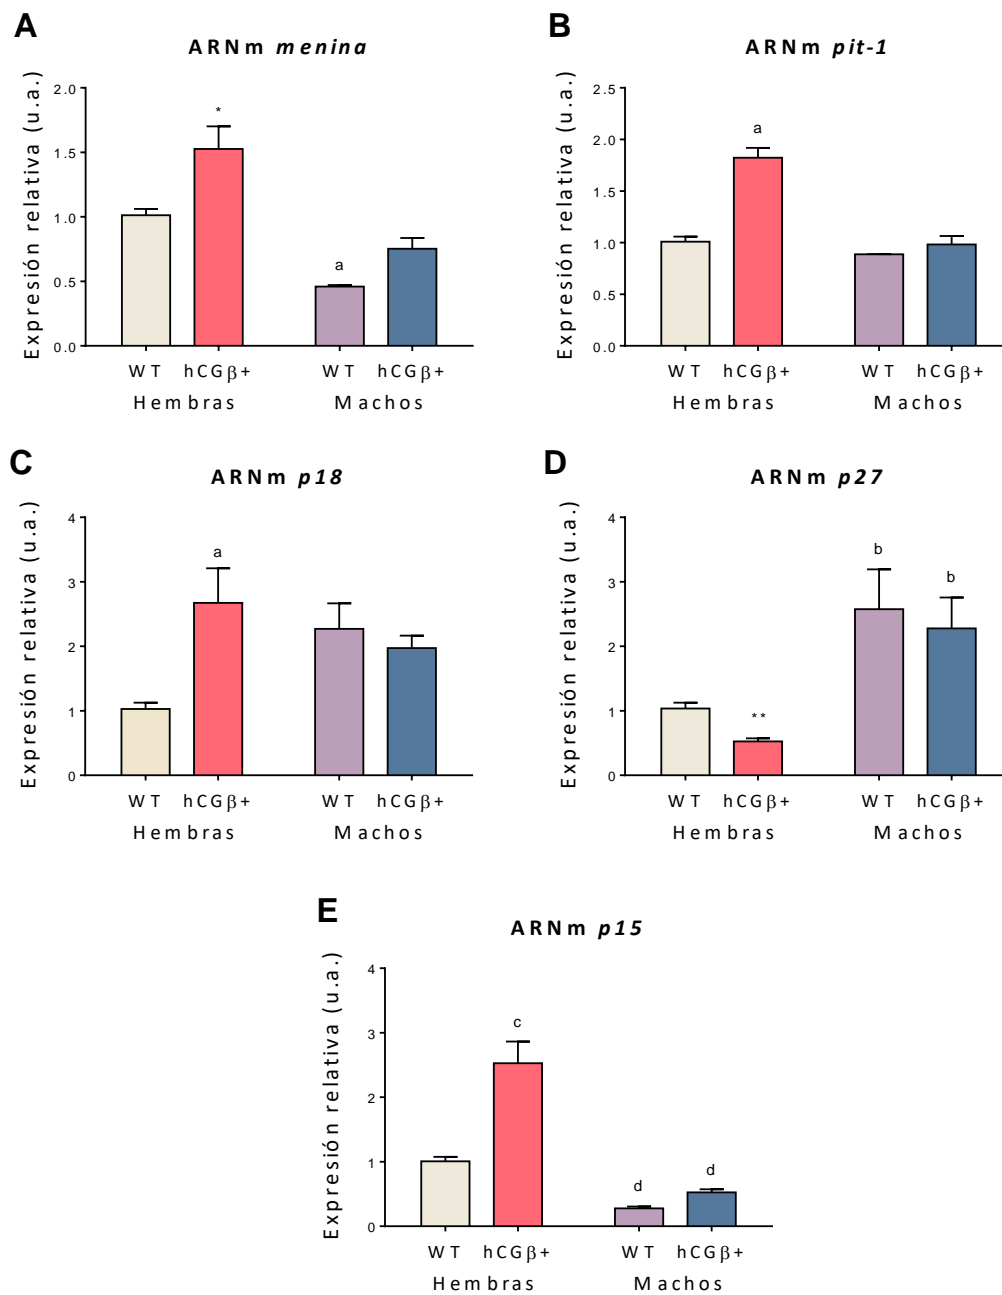 A
ARNm menina
Expresión relativa (u.a.)
2.0
1.5
1.0
0.5
0.0
*
a
WT hCGβ+ WT hCGβ+
Hembras Machos
B
ARNm pit-1
Expresión relativa (u.a.)
2.5
2.0
1.5
1.0
0.5
0.0
a
WT hCGβ+ WT hCGβ+
Hembras Machos
C
ARNm p18
Expresión relativa (u.a.)
4
3
2
1
0
a
WT hCGβ+ WT hCGβ+
Hembras Machos
D
ARNm p27
Expresión relativa (u.a.)
4
3
2
1
0
**
b
b
WT hCGβ+ WT hCGβ+
Hembras Machos
E
ARNm p15
Expresión relativa (u.a.)
4
3
2
1
0
c
d
d
WT hCGβ+ WT hCGβ+
Hembras Machos